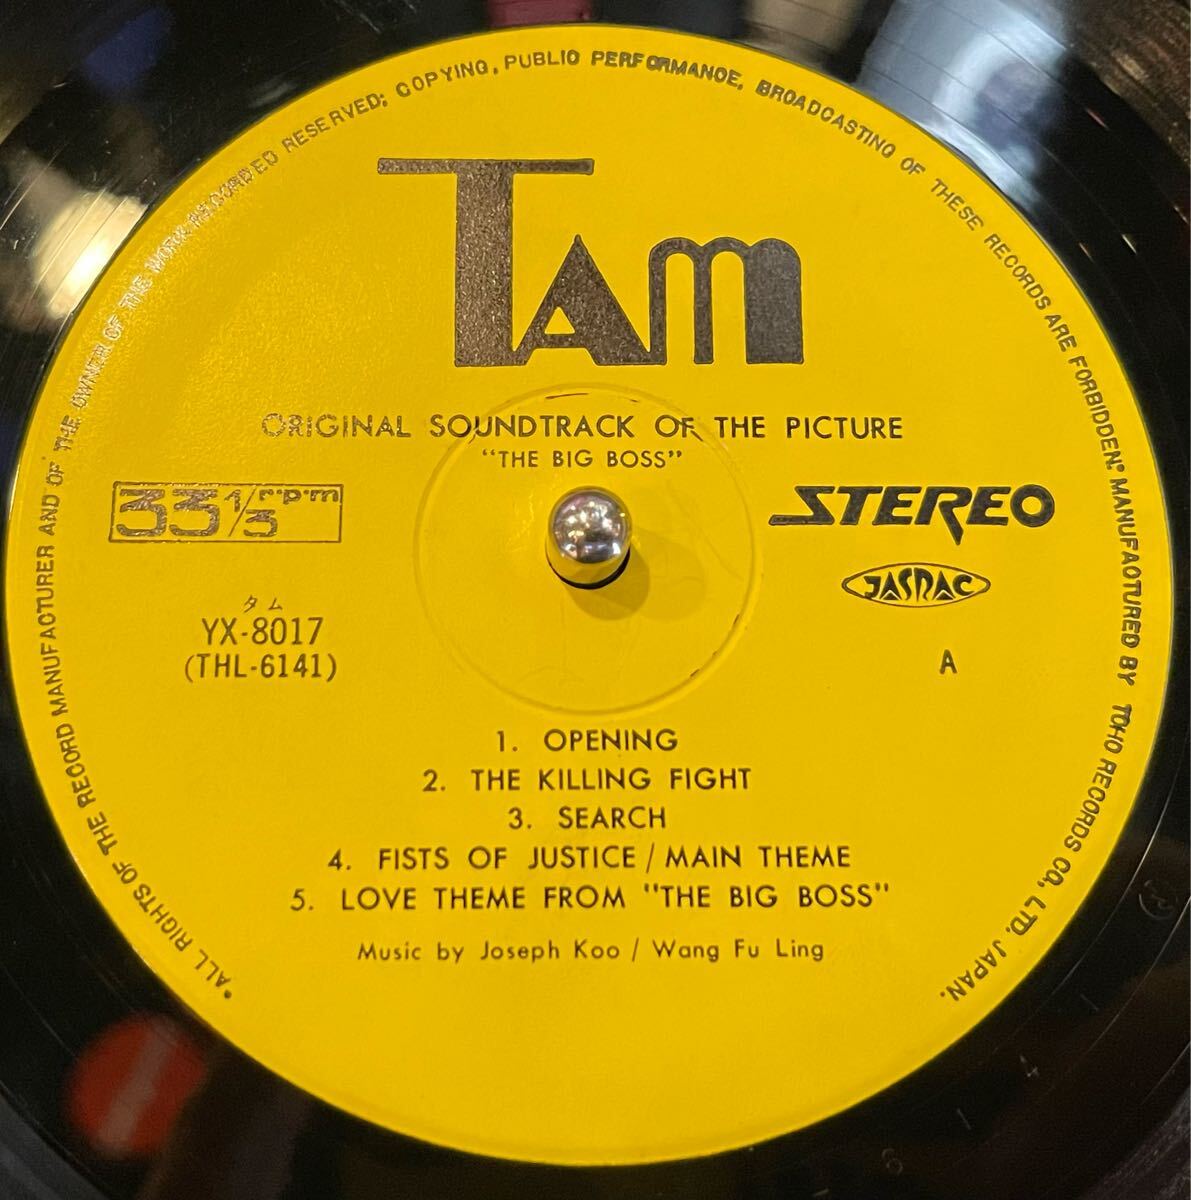 *ALL RIGHTS OF THE RECORD MANUFACTURER AND OF THE OWNER OF THE WORK RECORDED RESERVED; COPYING, PUBLIC PERFORMANCE, BROADCASTING OF THESE RECORDS ARE FORBIDDEN. MANUFACTURED BY TOHO RECORDS CO., LTD. JAPAN.
TAM
ORIGINAL SOUNDTRACK OF THE PICTURE
"THE BIG BOSS"
33 1/3 r·p·m
STEREO
JASRAC
タム
YX-8017
(THL-6141)
A
1. OPENING
2. THE KILLING FIGHT
3. SEARCH
4. FISTS OF JUSTICE / MAIN THEME
5. LOVE THEME FROM "THE BIG BOSS"
Music by Joseph Koo / Wang Fu Ling